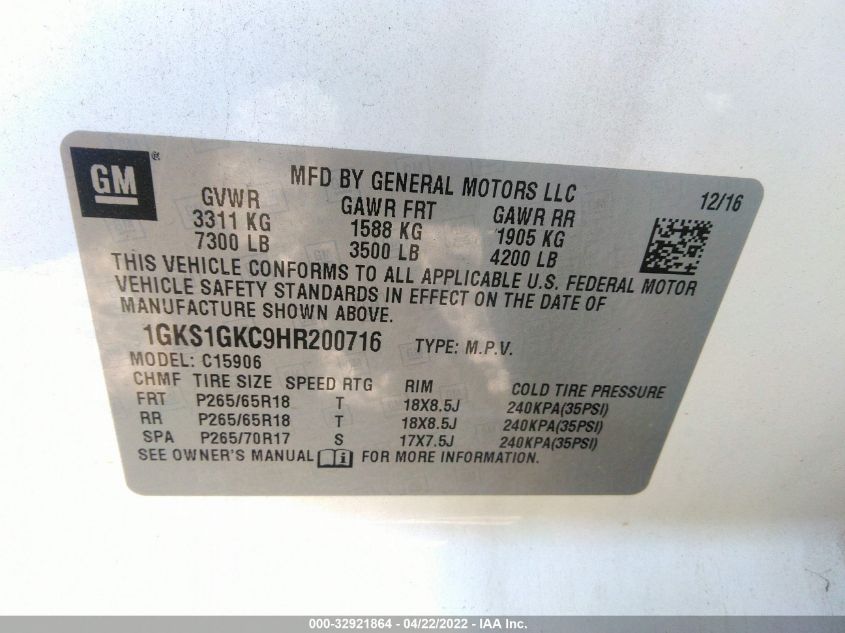 GM ®
MFD BY GENERAL MOTORS LLC
12/16
GVWR GAWR FRT GAWR RR
3311 KG 1588 KG 1905 KG
7300 LB 3500 LB 4200 LB
THIS VEHICLE CONFORMS TO ALL APPLICABLE U.S. FEDERAL MOTOR
VEHICLE SAFETY STANDARDS IN EFFECT ON THE DATE OF
MANUFACTURE SHOWN ABOVE.
1GKS1GKC9HR200716 TYPE: M.P.V.
MODEL: C15906
CHMF TIRE SIZE SPEED RTG RIM COLD TIRE PRESSURE
FRT P265/65R18 T 18X8.5J 240KPA(35PSI)
RR P265/65R18 T 18X8.5J 240KPA(35PSI)
SPA P265/70R17 S 17X7.5J 240KPA(35PSI)
SEE OWNER'S MANUAL i FOR MORE INFORMATION.
000-32921864 - 04/22/2022 - IAA Inc.